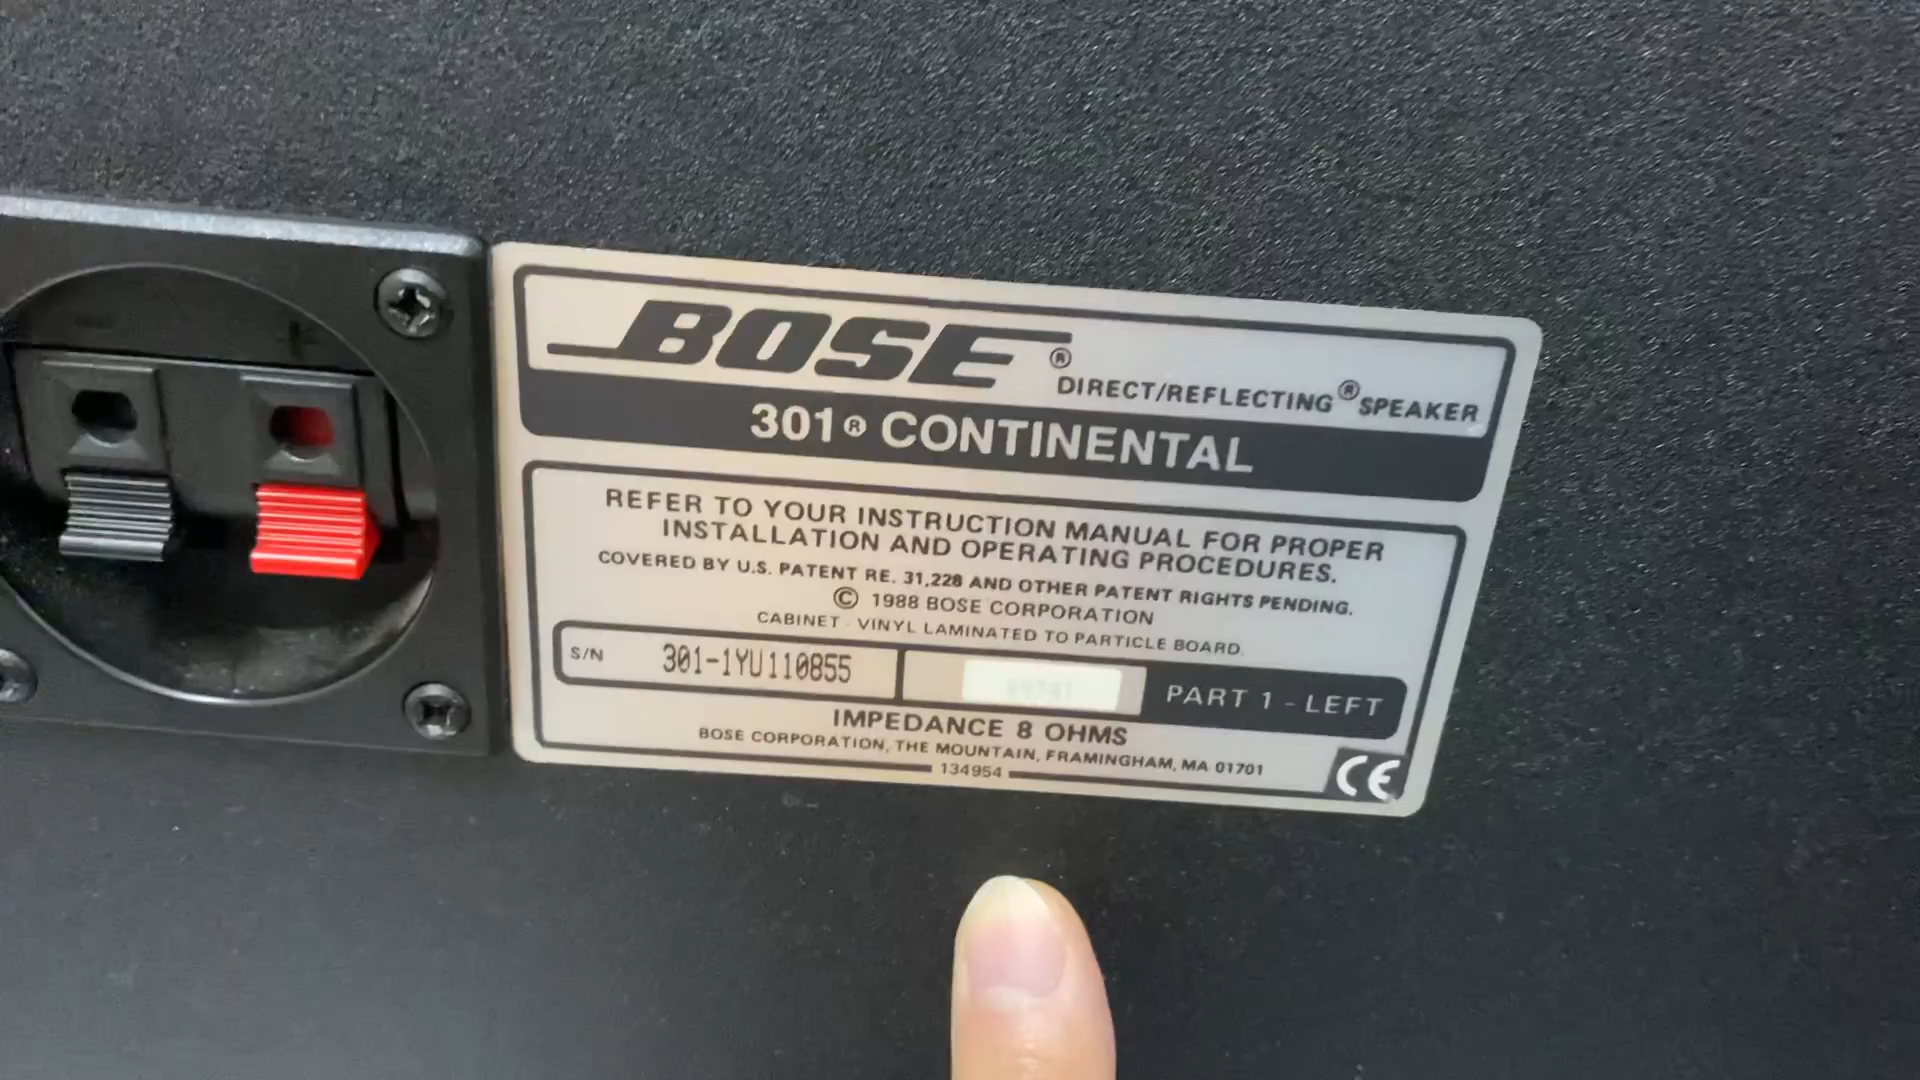 BOSE®
DIRECT/REFLECTING® SPEAKER
301® CONTINENTAL
REFER TO YOUR INSTRUCTION MANUAL FOR PROPER
INSTALLATION AND OPERATING PROCEDURES.
COVERED BY U.S. PATENT RE. 31,228 AND OTHER PATENT RIGHTS PENDING.
© 1988 BOSE CORPORATION
CABINET - VINYL LAMINATED TO PARTICLE BOARD.
S/N 301-1YU110855 PART 1 - LEFT
IMPEDANCE 8 OHMS
BOSE CORPORATION, THE MOUNTAIN, FRAMINGHAM, MA 01701
134954
CE